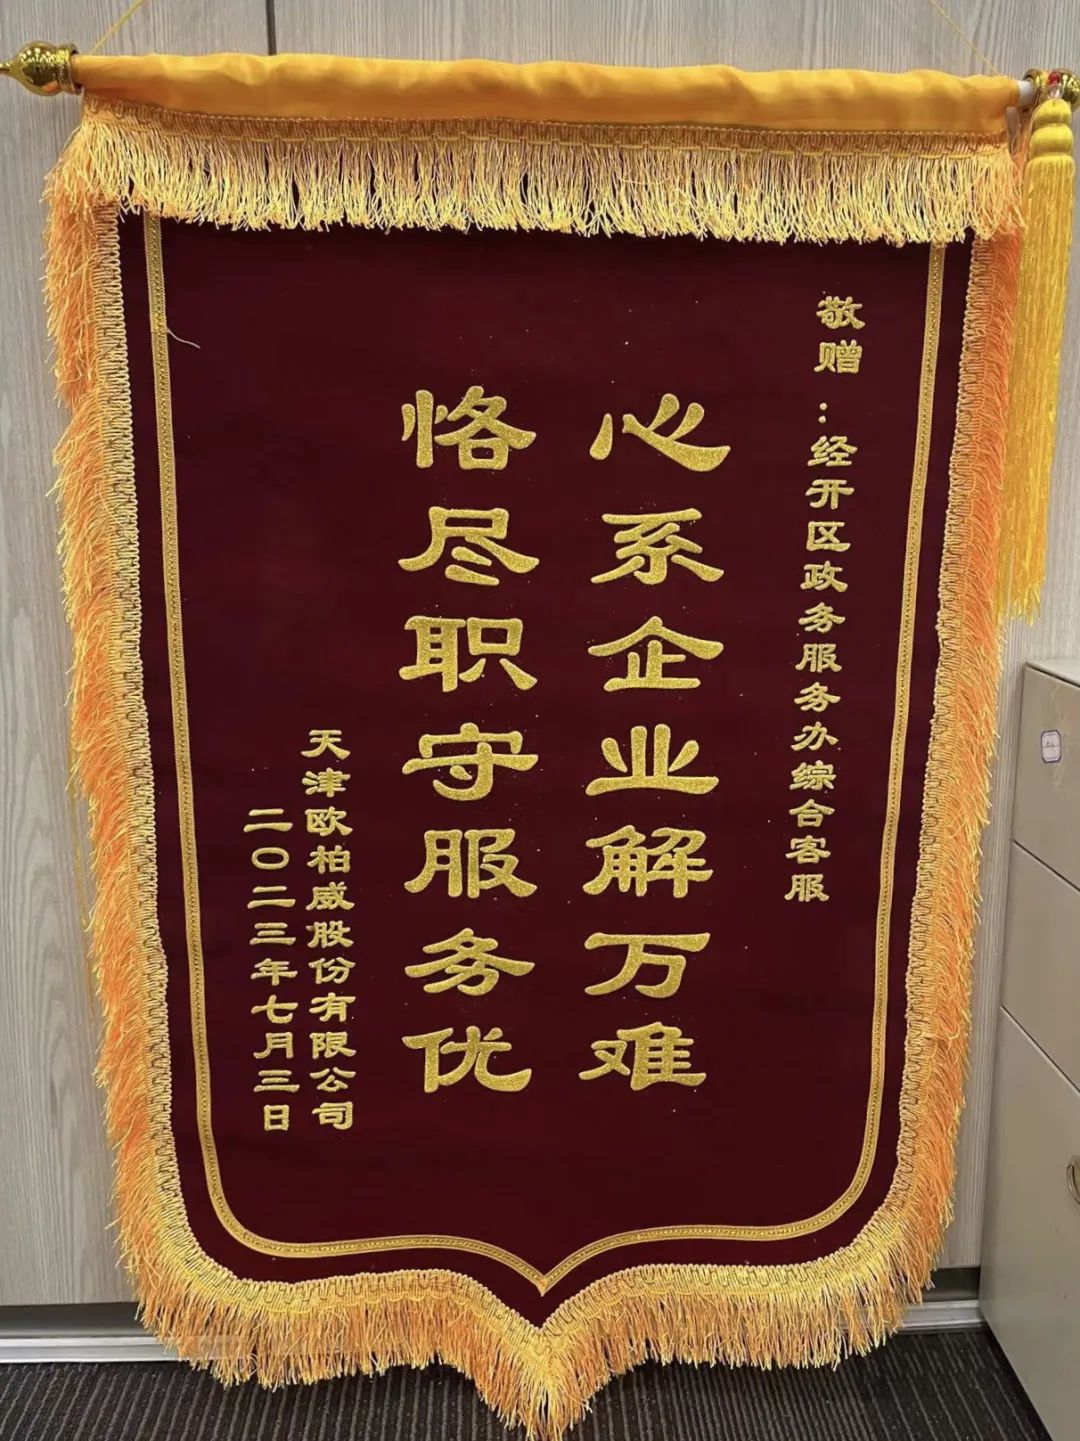 敬赠：经开区政务服务办综合客服
心系企业解万难
恪尽职守服务优
天津欧柏威股份有限公司
二〇二三年七月三日